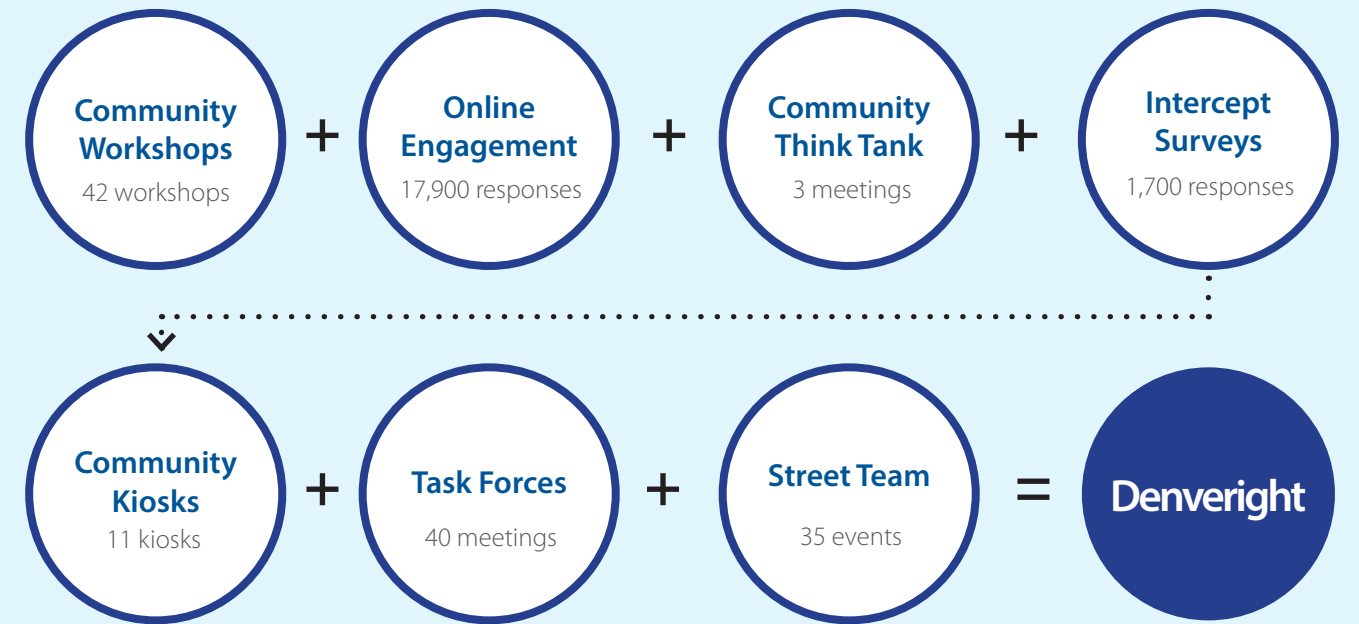 Community
Workshops
42 workshops
+
Online
Engagement
17,900 responses
+
Community
Think Tank
3 meetings
+
Intercept
Surveys
1,700 responses
Community
Kiosks
11 kiosks
+
Task Forces
40 meetings
+
Street Team
35 events
=
Denveright